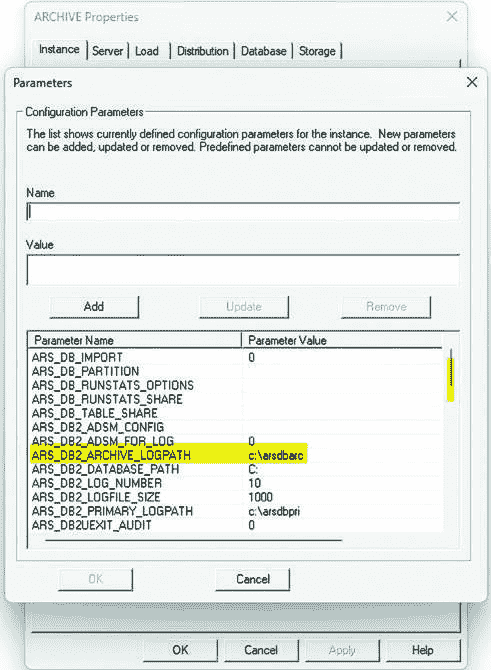 ARCHIVE Properties
Instance Server Load Distribution Database Storage
Parameters
Configuration Parameters
The list shows currently defined configuration parameters for the instance. New parameters
can be added, updated or removed. Predefined parameters cannot be updated or removed.
Name
Value
Add Update Remove
Parameter Name Parameter Value
ARS_DB_IMPORT 0
ARS_DB_PARTITION
ARS_DB_RUNSTATS_OPTIONS
ARS_DB_RUNSTATS_SHARE
ARS_DB_TABLE_SHARE
ARS_DB2_ADSM_CONFIG
ARS_DB2_ADSM_FOR_LOG 0
ARS_DB2_ARCHIVE_LOGPATH c:\arsdbarc
ARS_DB2_DATABASE_PATH C:
ARS_DB2_LOG_NUMBER 10
ARS_DB2_LOGFILE_SIZE 1000
ARS_DB2_PRIMARY_LOGPATH c:\arsdbpri
ARS_DB2UEXIT_AUDIT 0
OK Cancel
OK Cancel Apply Help